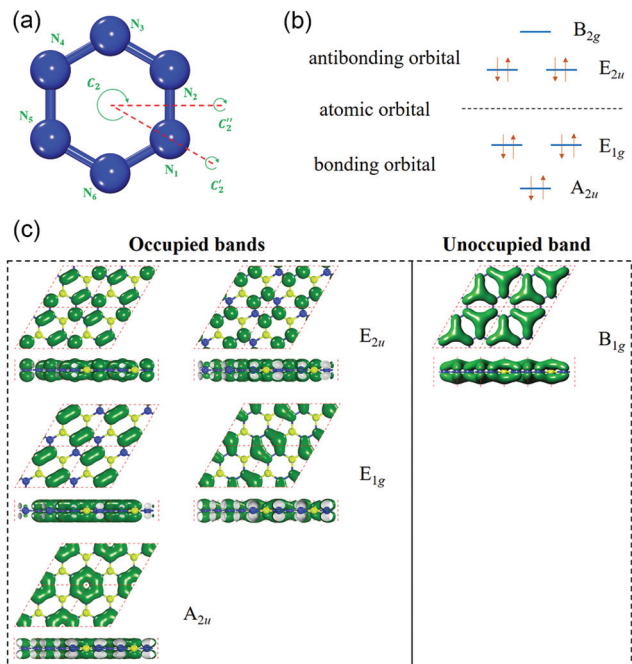 (a)
N₃
N₄
N₂
C₂
C₂″
N₅
C₂′
N₁
N₆
(b)
B₂g
antibonding orbital
E₂u
atomic orbital
E₁g
bonding orbital
A₂u
(c)
Occupied bands
Unoccupied band
E₂u
B₁g
E₁g
A₂u